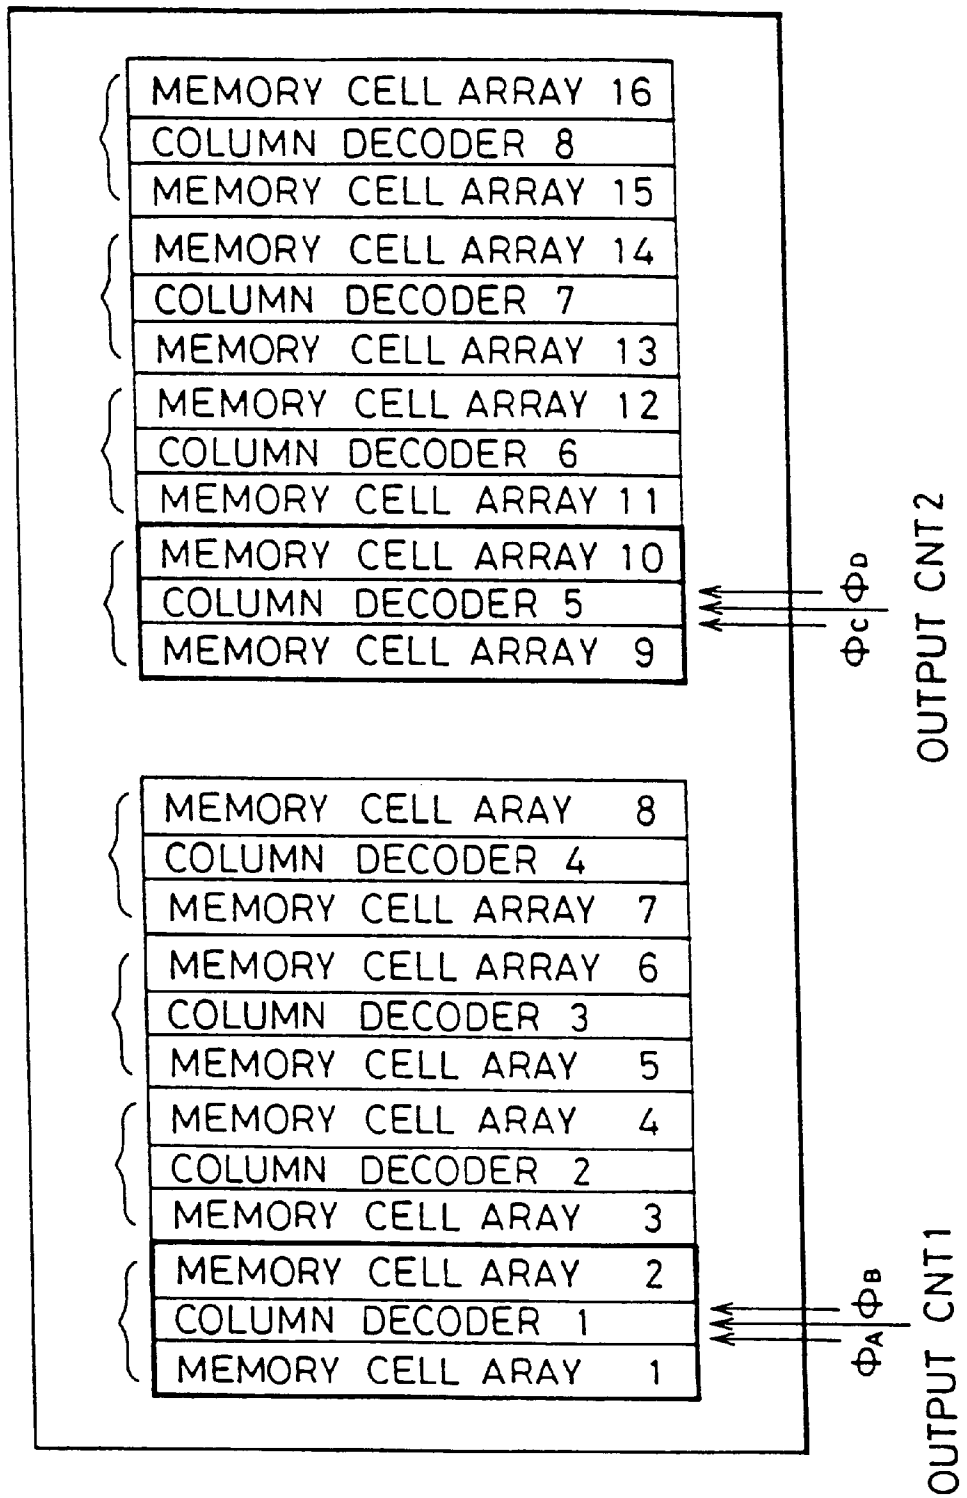 MEMORY CELL ARRAY 16
COLUMN DECODER 8
MEMORY CELL ARRAY 15
MEMORY CELL ARRAY 14
COLUMN DECODER 7
MEMORY CELL ARRAY 13
MEMORY CELL ARRAY 12
COLUMN DECODER 6
MEMORY CELL ARRAY 11
MEMORY CELL ARRAY 10
COLUMN DECODER 5
MEMORY CELL ARRAY 9
ΦC ΦD
OUTPUT CNT2
MEMORY CELL ARAY 8
COLUMN DECODER 4
MEMORY CELL ARRAY 7
MEMORY CELL ARRAY 6
COLUMN DECODER 3
MEMORY CELL ARAY 5
MEMORY CELL ARAY 4
COLUMN DECODER 2
MEMORY CELL ARAY 3
MEMORY CELL ARAY 2
COLUMN DECODER 1
MEMORY CELL ARAY 1
ΦA ΦB
OUTPUT CNT1